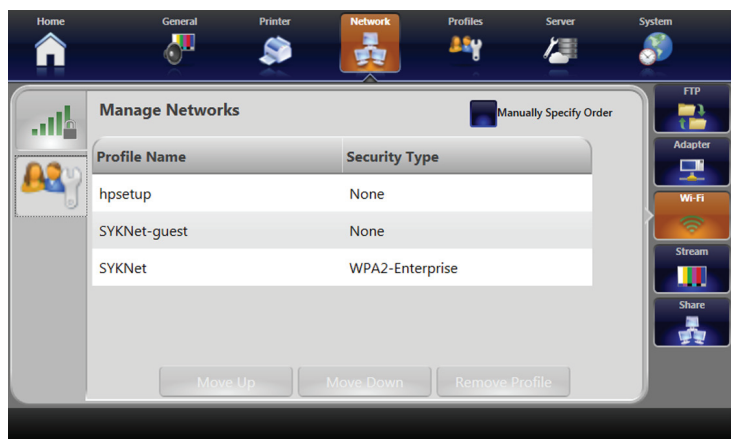 Home General Printer Network Profiles Server System
FTP
Manage Networks Manually Specify Order
Adapter
Profile Name Security Type
hpsetup None
Wi-Fi
SYKNet-guest None
Stream
SYKNet WPA2-Enterprise
Share
Move Up Move Down Remove Profile